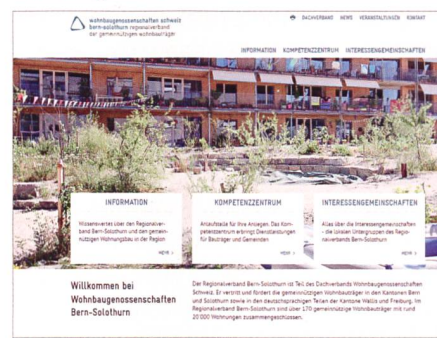 wohnbaugenossenschaften schweiz
bern-solothurn regionalverband
der gemeinnützigen wohnbauträger
DACHVERBAND NEWS VERANSTALTUNGEN KONTAKT
INFORMATION KOMPETENZZENTRUM INTERESSENGEMEINSCHAFTEN
INFORMATION
Wissenswertes über den Regionalver-
band Bern-Solothurn und den gemein-
nützigen Wohnungsbau in der Region
MEHR
KOMPETENZZENTRUM
Anlaufstelle für Ihre Anliegen. Das Kom-
petenzzentrum erbringt Dienstleistungen
für Bauträger und Gemeinden
MEHR
INTERESSENGEMEINSCHAFTEN
Alles über die Interessengemeinschaften
- die lokalen Untergruppen des Regio-
nalverbands Bern-Solothurn
MEHR
Willkommen bei
Wohnbaugenossenschaften
Bern-Solothurn
Der Regionalverband Bern-Solothurn ist Teil des Dachverbands Wohnbaugenossenschaften
Schweiz. Er vertritt und fördert die gemeinnützigen Wohnbauträger in den Kantonen Bern
und Solothurn sowie in den deutschsprachigen Teilen der Kantone Wallis und Freiburg. Im
Regionalverband Bern-Solothurn sind über 170 gemeinnützige Wohnbauträger mit rund
20'000 Wohnungen zusammengeschlossen.